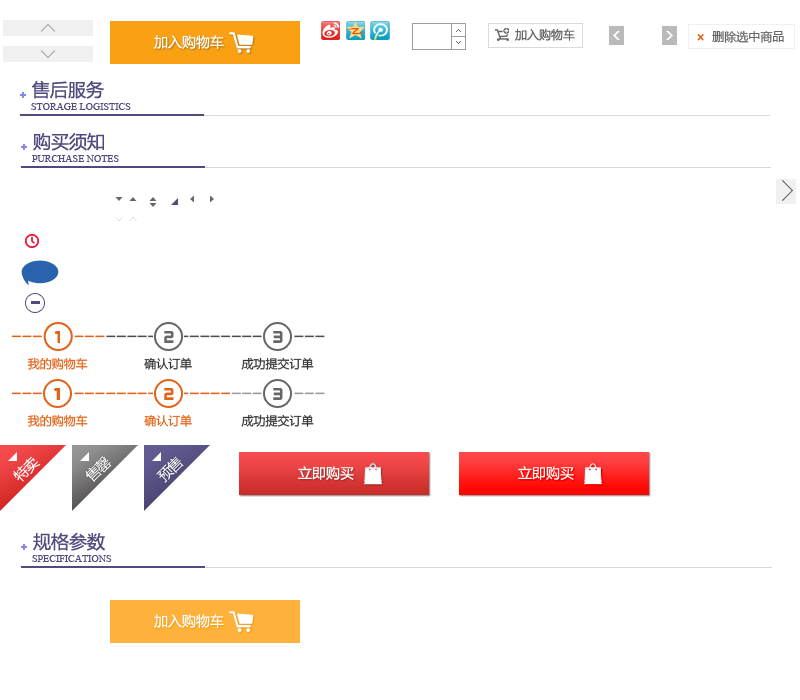 加入购物车
加入购物车
× 删除选中商品
售后服务
STORAGE LOGISTICS
购买须知
PURCHASE NOTES
1 2 3
我的购物车 确认订单 成功提交订单
1 2 3
我的购物车 确认订单 成功提交订单
特卖
售罄
预售
立即购买
立即购买
规格参数
SPECIFICATIONS
加入购物车